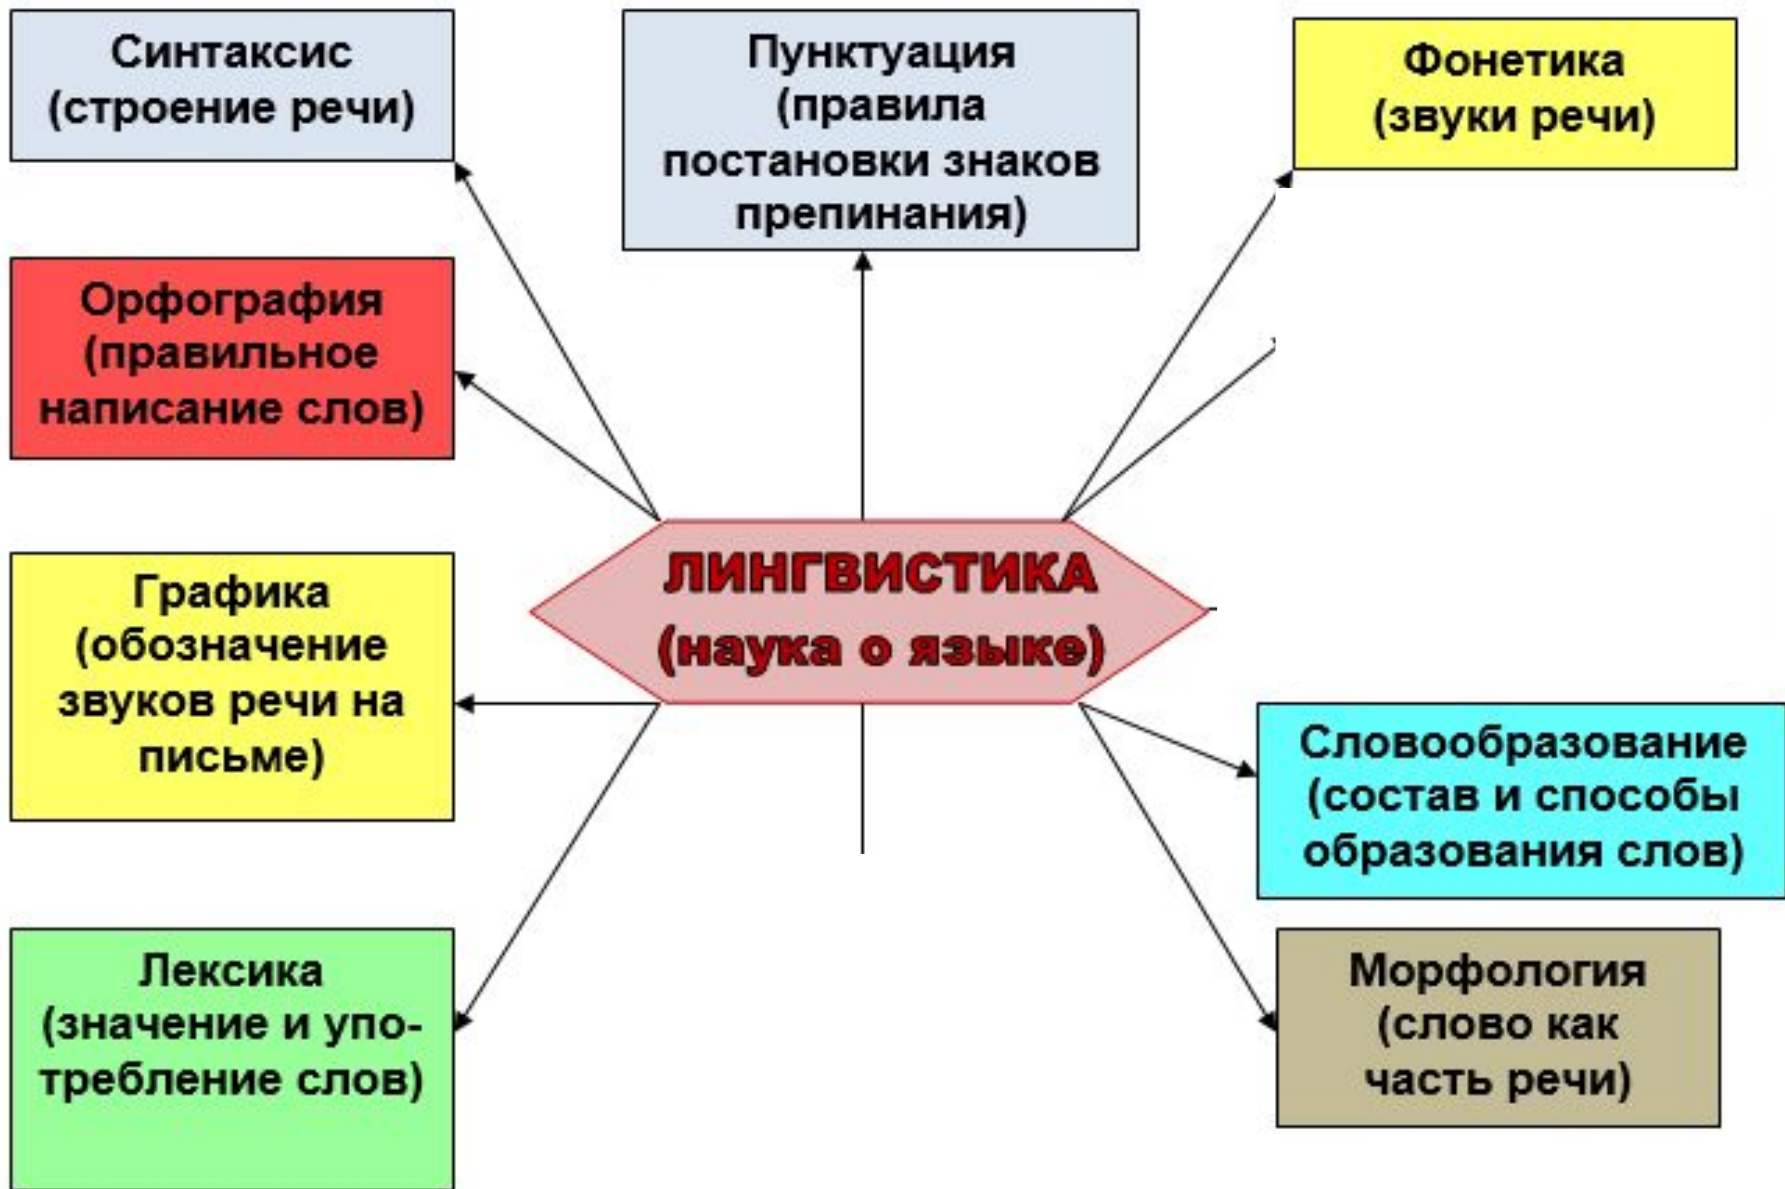 Синтаксис
(строение речи)
Пунктуация
(правила
постановки знаков
препинания)
Фонетика
(звуки речи)
Орфография
(правильное
написание слов)
ЛИНГВИСТИКА
(наука о языке)
Графика
(обозначение
звуков речи на
письме)
Словообразование
(состав и способы
образования слов)
Лексика
(значение и упо-
требление слов)
Морфология
(слово как
часть речи)